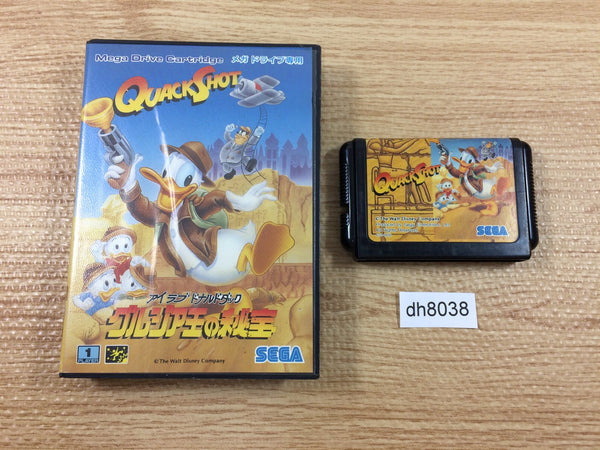 Mega Drive Cartridge メガドライブ専用
QUACKSHOT
アイラブ ドナルドダック
グルジア王の秘宝
1
PLAYER
© The Walt Disney Company
SEGA
QUACKSHOT
© The Walt Disney Company
SEGA
dh8038